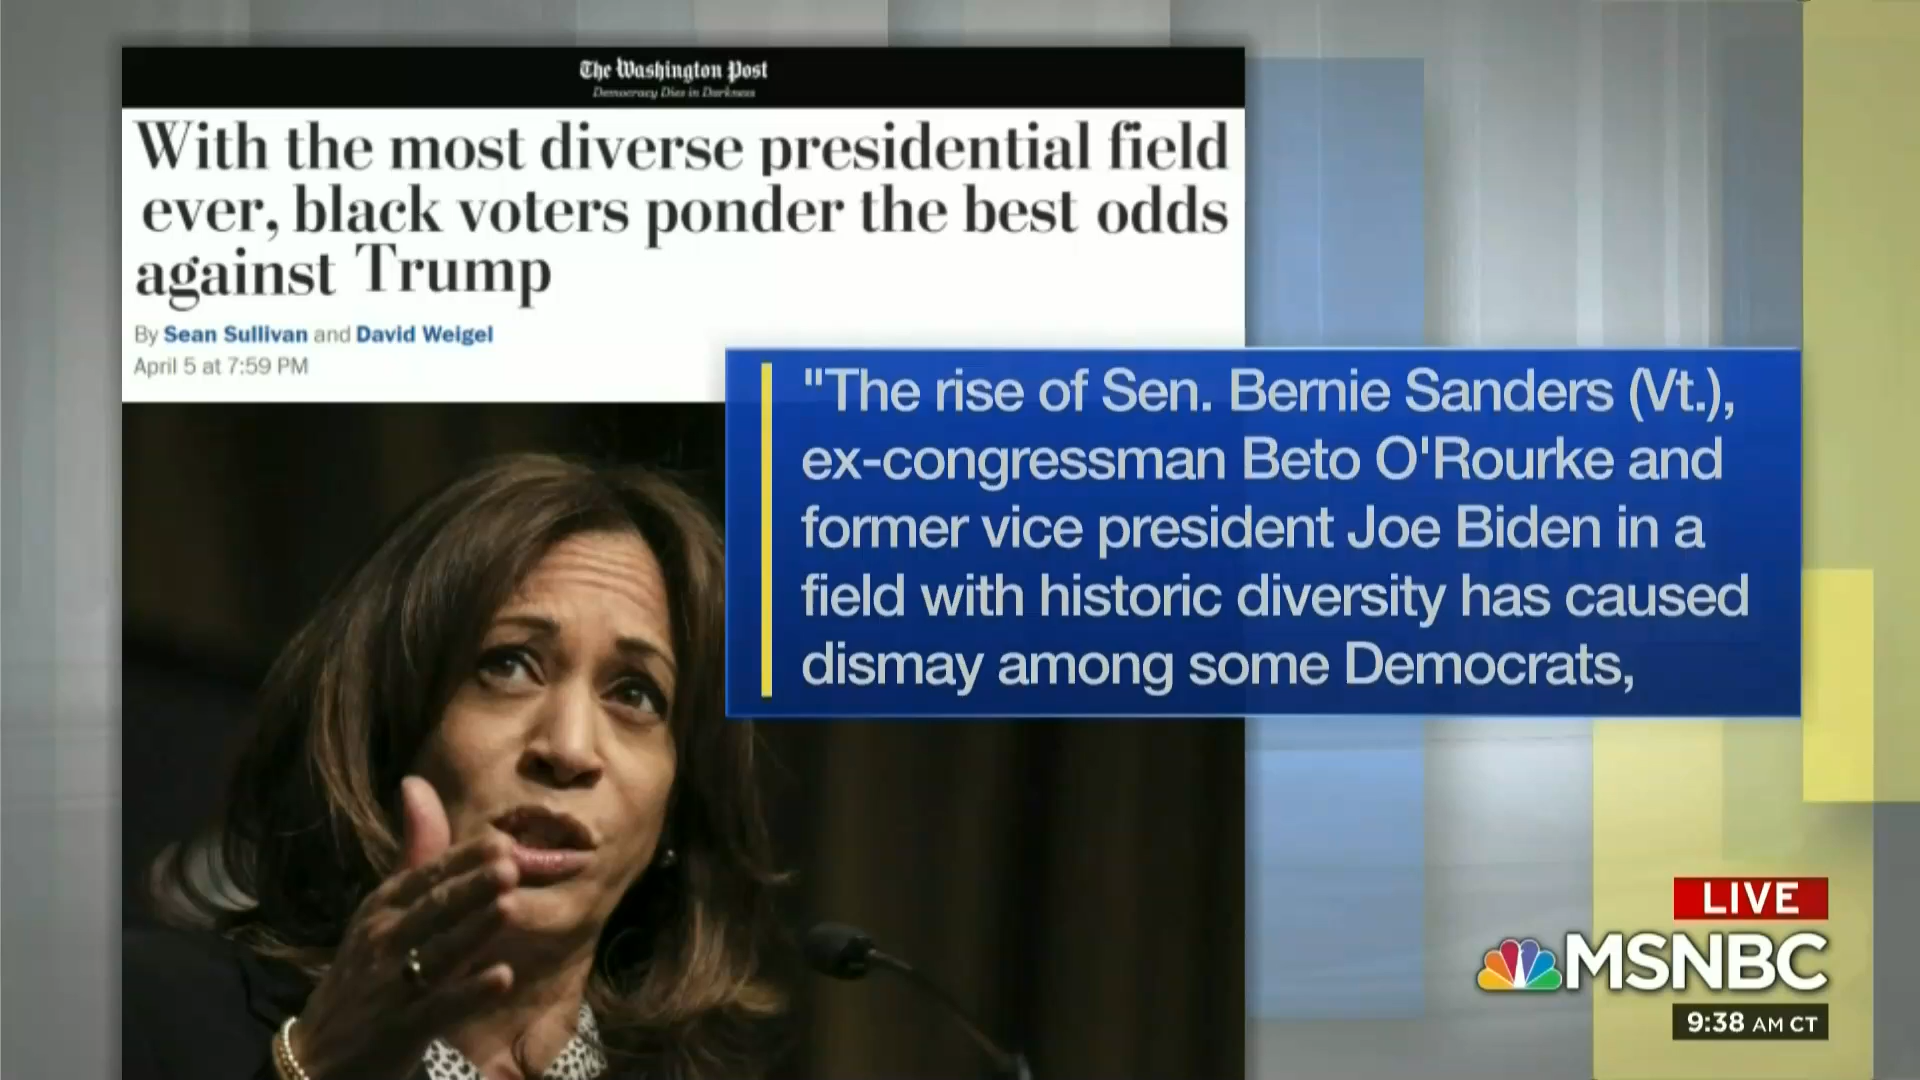 The Washington Post
Democracy Dies in Darkness
With the most diverse presidential field
ever, black voters ponder the best odds
against Trump
By Sean Sullivan and David Weigel
April 5 at 7:59 PM
"The rise of Sen. Bernie Sanders (Vt.),
ex-congressman Beto O'Rourke and
former vice president Joe Biden in a
field with historic diversity has caused
dismay among some Democrats,
LIVE
MSNBC
9:38 AM CT